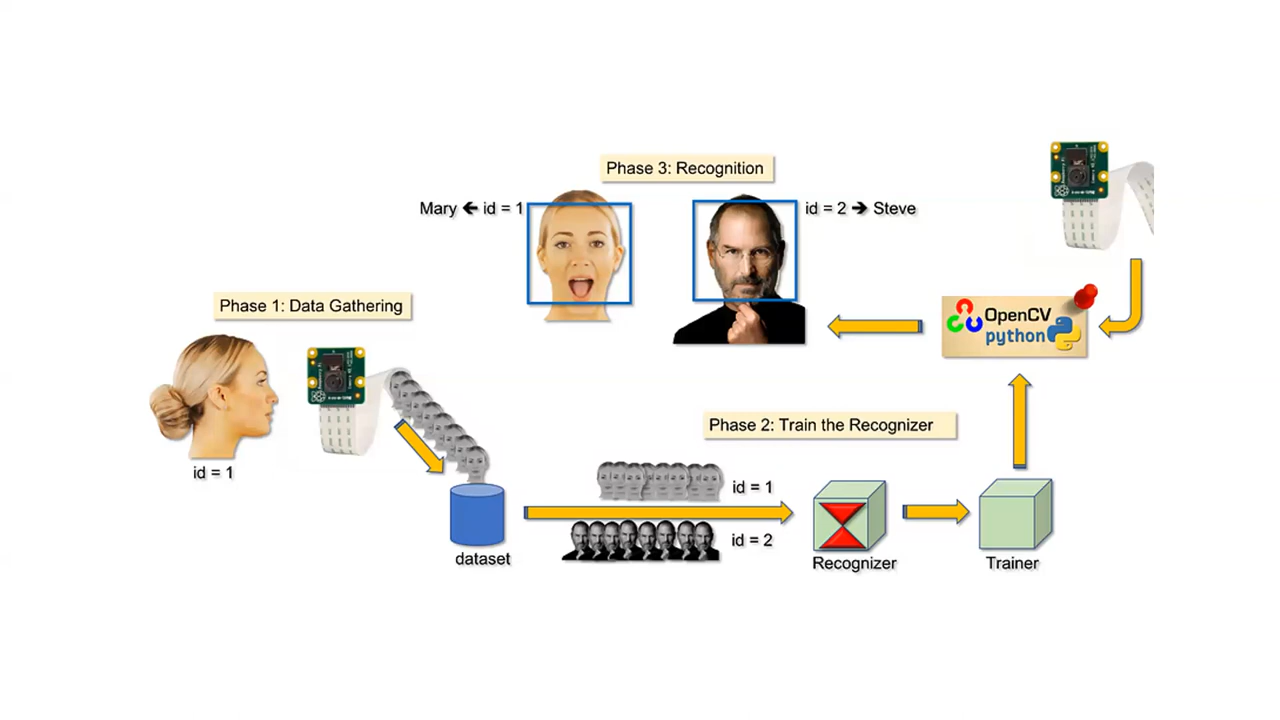 Phase 3: Recognition
Mary 🡸 id = 1
id = 2 🡺 Steve
Phase 1: Data Gathering
OpenCV
python
id = 1
Phase 2: Train the Recognizer
id = 1
id = 2
dataset
Recognizer
Trainer